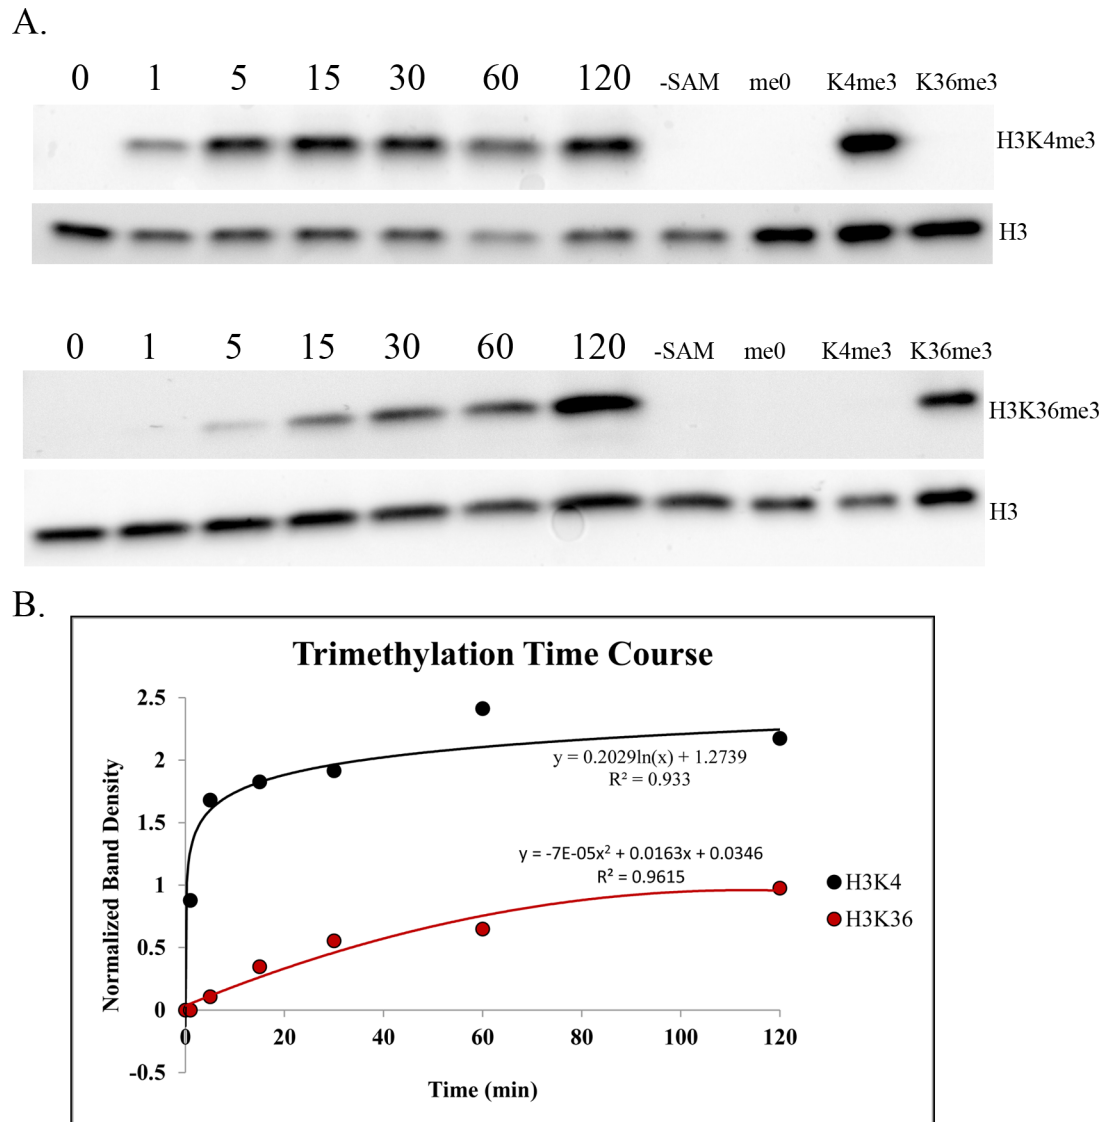 A.
0 1 5 15 30 60 120 -SAM me0 K4me3 K36me3
H3K4me3
H3
0 1 5 15 30 60 120 -SAM me0 K4me3 K36me3
H3K36me3
H3
B.
Trimethylation Time Course
2.5
2
1.5
1
0.5
0
-0.5
Normalized Band Density
y = 0.2029ln(x) + 1.2739
R² = 0.933
y = -7E-05x² + 0.0163x + 0.0346
R² = 0.9615
H3K4
H3K36
0 20 40 60 80 100 120
Time (min)